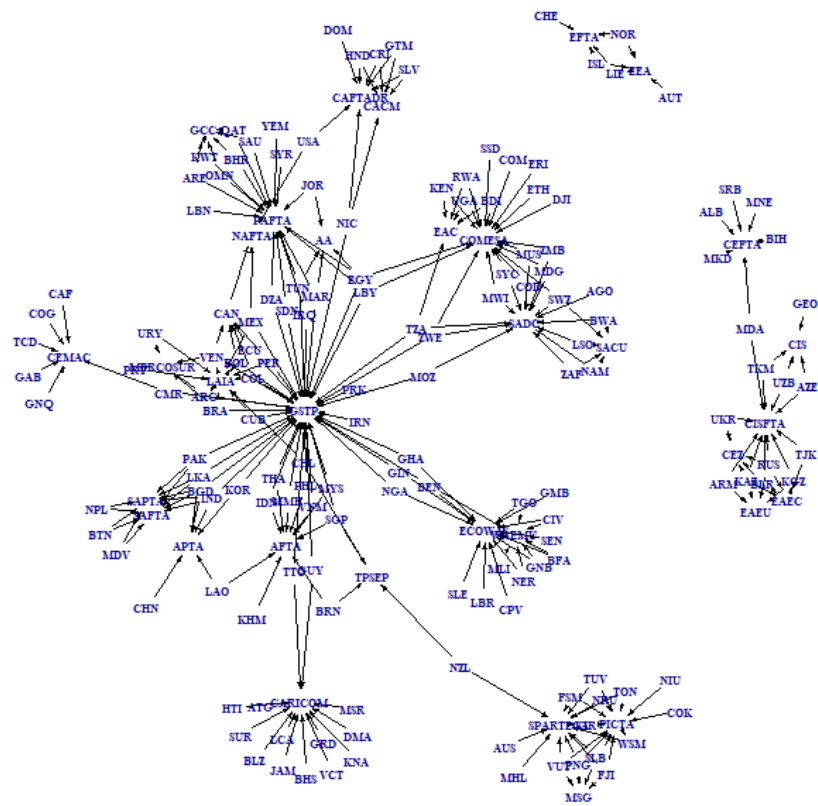 CHE
NOR
EFTA
ISL
LIE
EEA
AUT
DOM
GTM
HND
CRI
SLV
CAFTADR
CACM
YEM
GCC
QAT
SAU
USA
SYR
KWT
BHR
ARE
OMN
JOR
LBN
NIC
PAFTA
NAFTA
AA
SSD
COM
ERI
RWA
KEN
ETH
UGA
BDI
DJI
EAC
COMESA
MUS
ZMB
SYC
MDG
COD
SWZ
AGO
MWI
SADC
BWA
LSO
SACU
ZAF
NAM
SRB
MNE
ALB
CEFTA
BIH
MKD
GEO
MDA
CIS
TKM
UZB
AZE
EGY
LBY
TUN
MAR
DZA
SDN
IRQ
CAN
MEX
CAF
COG
TCD
CEMAC
GAB
GNQ
URY
VEN
ECU
MERCOSUR
PRY
BOL
PER
LAIA
COL
CMR
ARG
BRA
CUB
GSTP
PRK
IRN
TZA
ZWE
MOZ
UKR
CISFTA
CEZ
RUS
TJK
ARM
KAZ
BLR
KGZ
EAEC
EAEU
PAK
LKA
BGD
IND
KOR
SAPTA
SAFTA
NPL
BTN
MDV
APTA
CHN
LAO
CHL
THA
PHL
MYS
IDN
MMR
VNM
SGP
AFTA
KHM
BRN
TTO
GUY
TPSEP
GHA
GIN
BEN
NGA
TGO
GMB
ECOWAS
CIV
SEN
MLI
GNB
BFA
NER
SLE
LBR
CPV
NZL
HTI
ATG
CARICOM
MSR
SUR
LCA
GRD
DMA
BLZ
KNA
JAM
BHS
VCT
TUV
TON
NIU
FSM
NRU
SPARTECA
KIR
PICTA
COK
AUS
WSM
VUT
PNG
SLB
MHL
FJI
MSG